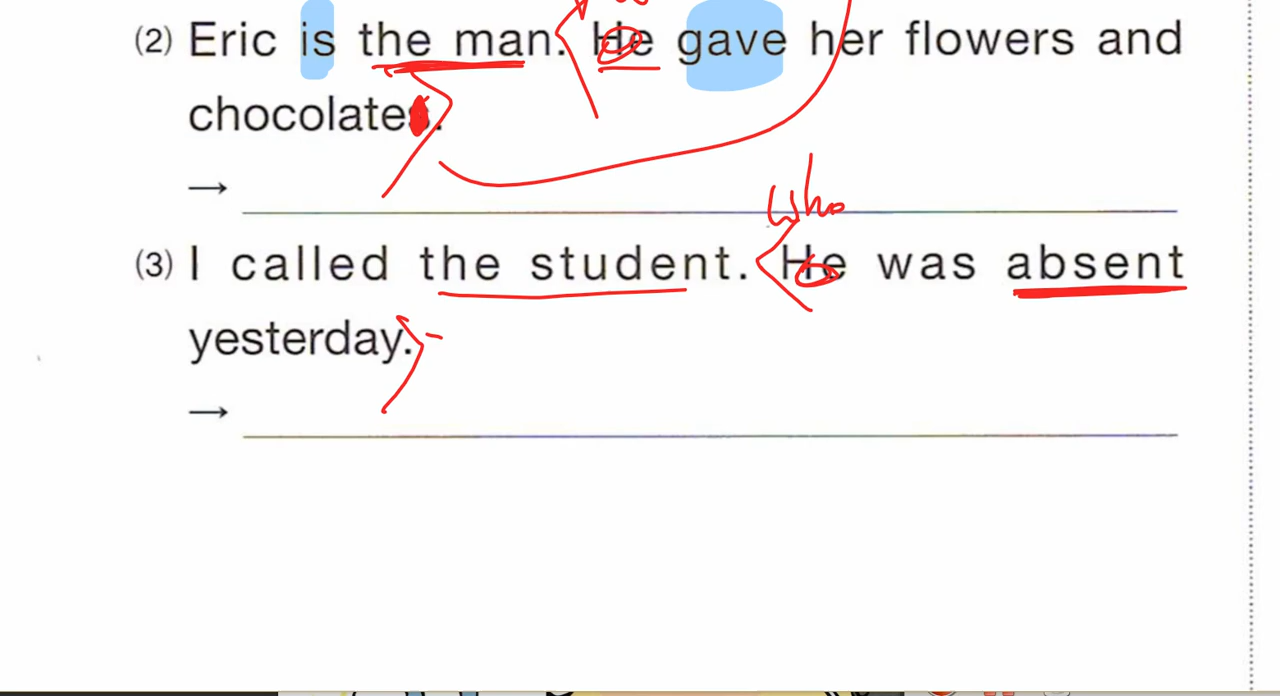 (2) Eric is the man. He gave her flowers and
chocolates.
→
who
(3) I called the student. He was absent
yesterday.
→